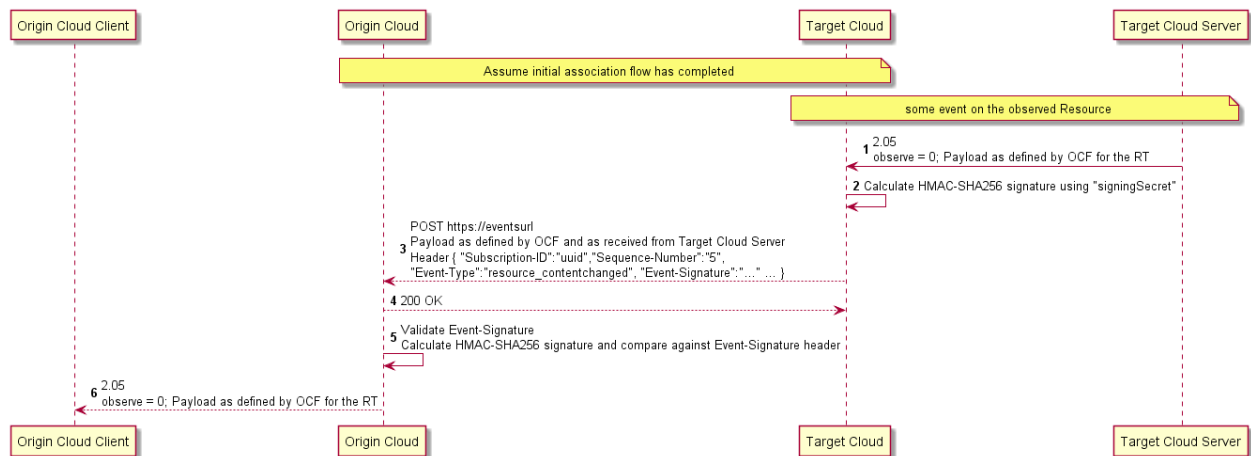 Origin Cloud Client
Origin Cloud
Target Cloud
Target Cloud Server
Assume initial association flow has completed
some event on the observed Resource
1 2.05
observe = 0; Payload as defined by OCF for the RT
2 Calculate HMAC-SHA256 signature using "signingSecret"
POST https://eventsurl
Payload as defined by OCF and as received from Target Cloud Server
3 Header { "Subscription-ID":"uuid","Sequence-Number":"5",
"Event-Type":"resource_contentchanged", "Event-Signature":"..." ... }
4 200 OK
5 Validate Event-Signature
Calculate HMAC-SHA256 signature and compare against Event-Signature header
6 2.05
observe = 0; Payload as defined by OCF for the RT
Origin Cloud Client
Origin Cloud
Target Cloud
Target Cloud Server